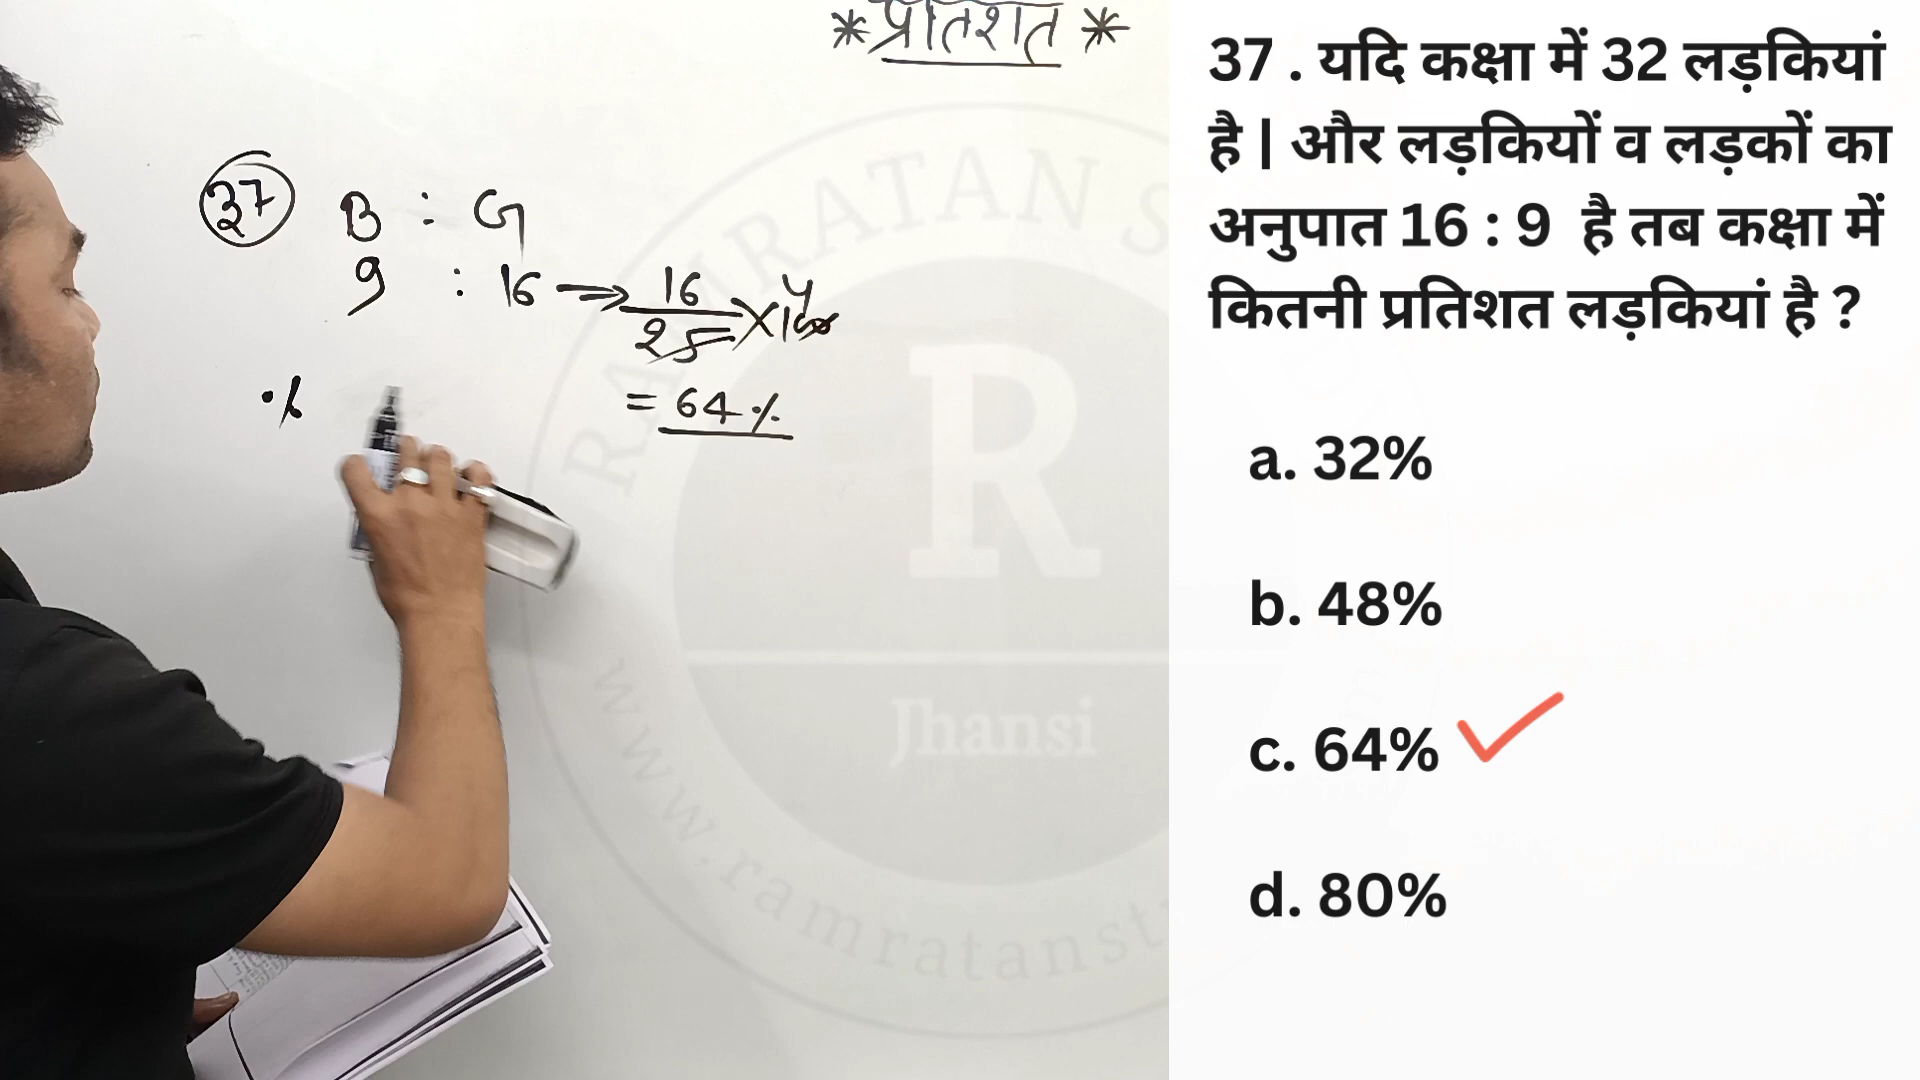 *प्रतिशत*
37 B : G
9 : 16 ⇒ 16/25 × 100 4
% = 64%
RAMRATAN S
R
Jhansi
www.ramratanst
37 . यदि कक्षा में 32 लड़कियां
है | और लड़कियों व लड़कों का
अनुपात 16 : 9 है तब कक्षा में
कितनी प्रतिशत लड़कियां है ?
a. 32%
b. 48%
c. 64%
d. 80%